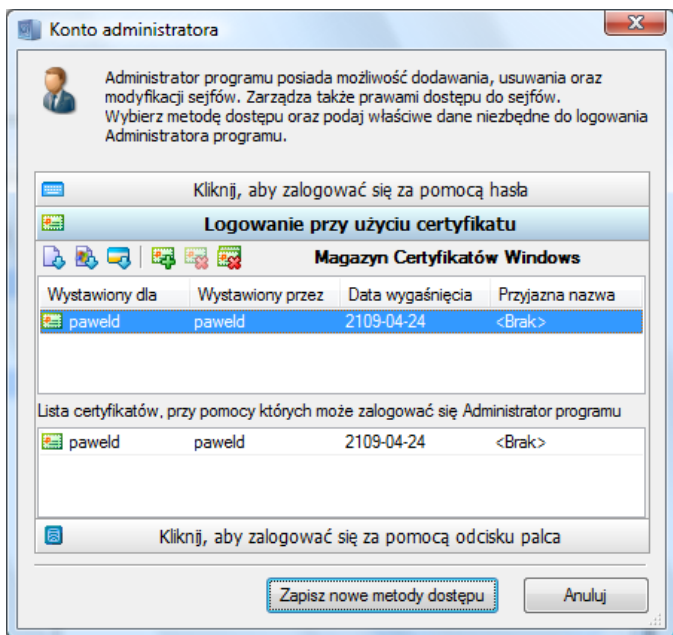 Konto administratora
Administrator programu posiada możliwość dodawania, usuwania oraz
modyfikacji sejfów. Zarządza także prawami dostępu do sejfów.
Wybierz metodę dostępu oraz podaj właściwe dane niezbędne do logowania
Administratora programu.
Kliknij, aby zalogować się za pomocą hasła
Logowanie przy użyciu certyfikatu
Magazyn Certyfikatów Windows
Wystawiony dla Wystawiony przez Data wygaśnięcia Przyjazna nazwa
paweld paweld 2109-04-24 <Brak>
Lista certyfikatów, przy pomocy których może zalogować się Administrator programu
paweld paweld 2109-04-24 <Brak>
Kliknij, aby zalogować się za pomocą odcisku palca
Zapisz nowe metody dostępu Anuluj